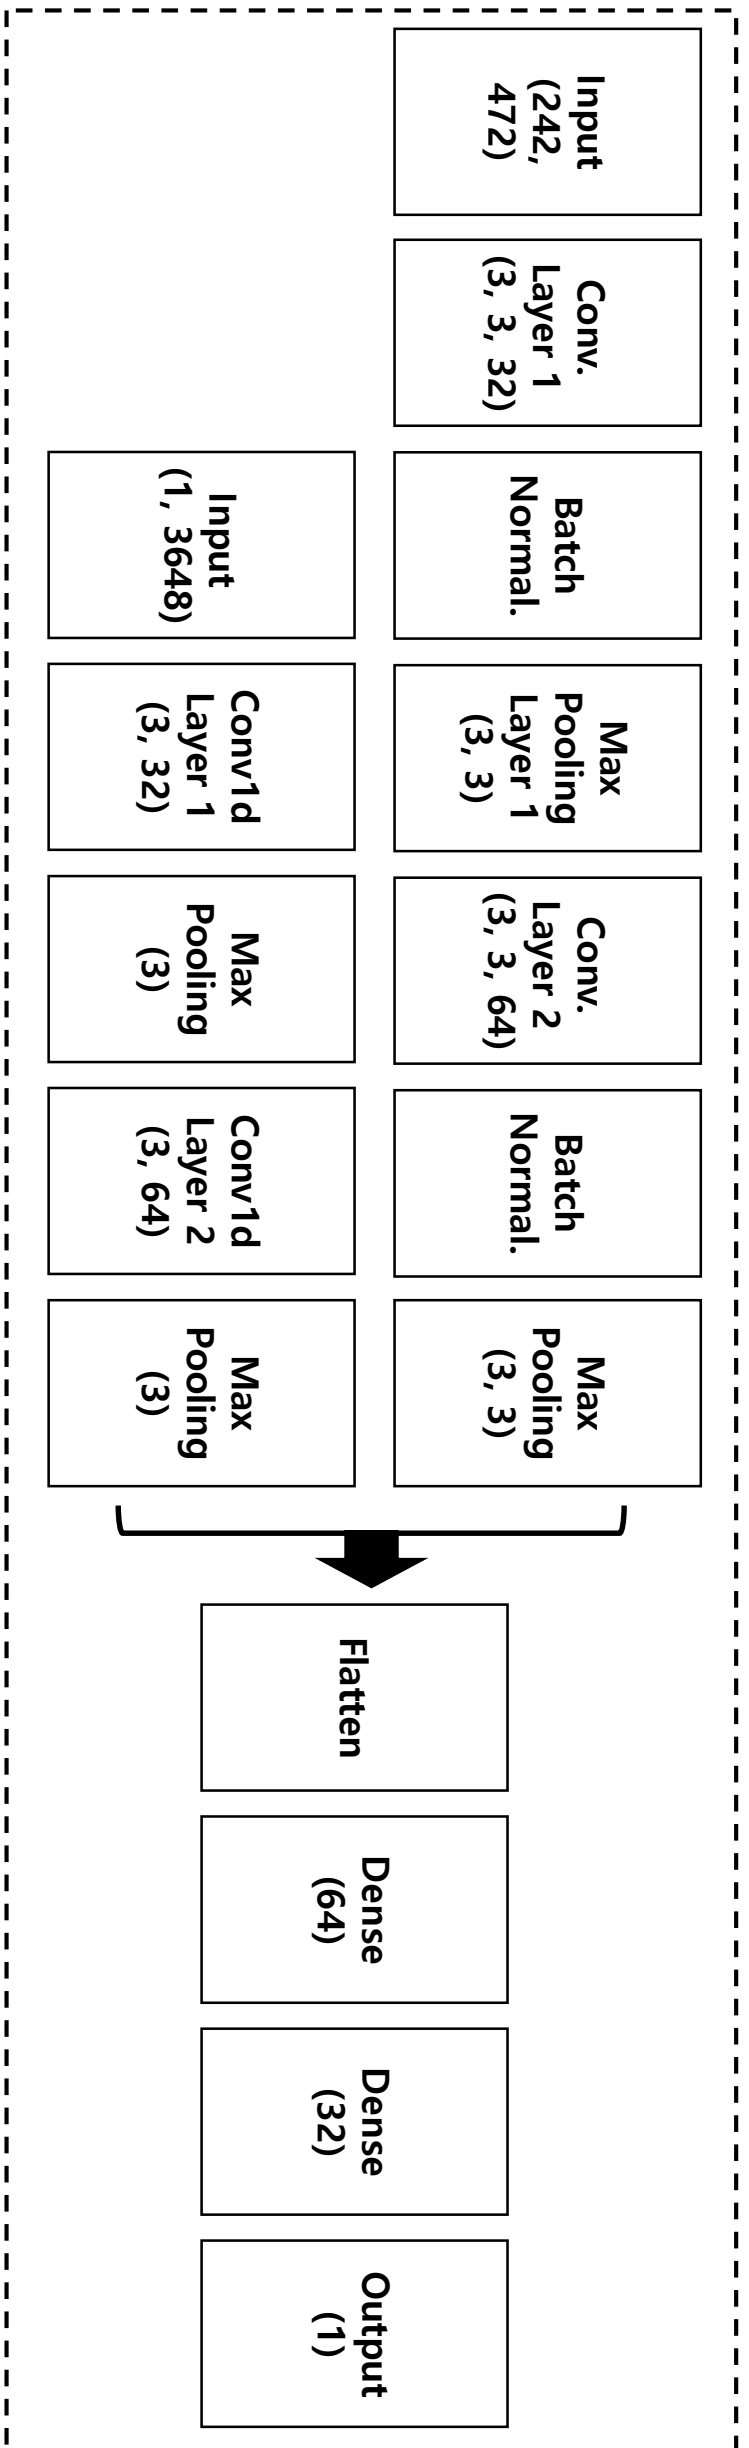 Input
(242,
472)
Conv.
Layer 1
(3, 3, 32)
Batch
Normal.
Max
Pooling
Layer 1
(3, 3)
Conv.
Layer 2
(3, 3, 64)
Batch
Normal.
Max
Pooling
(3, 3)
Input
(1, 3648)
Conv1d
Layer 1
(3, 32)
Max
Pooling
(3)
Conv1d
Layer 2
(3, 64)
Max
Pooling
(3)
Flatten
Dense
(64)
Dense
(32)
Output
(1)